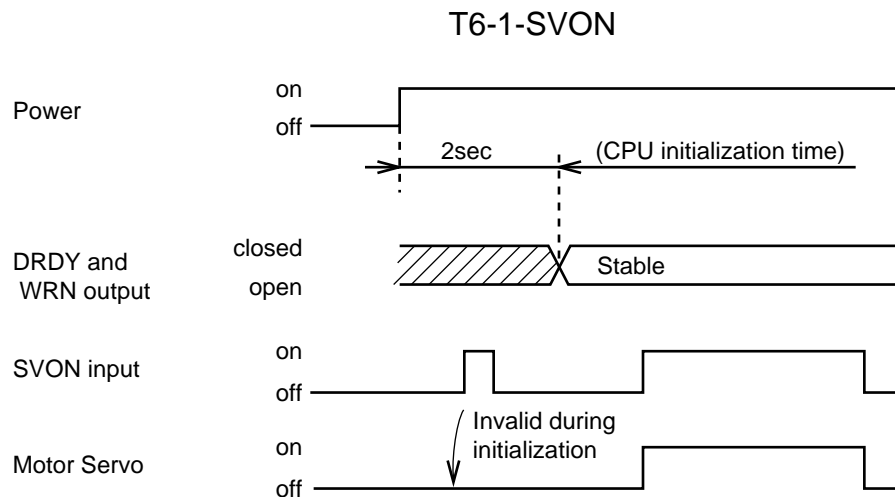 T6-1-SVON
Power
on
off
2sec
(CPU initialization time)
DRDY and
WRN output
closed
open
Stable
SVON input
on
off
Invalid during
initialization
Motor Servo
on
off